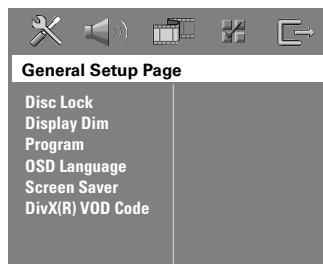 General Setup Page
Disc Lock
Display Dim
Program
OSD Language
Screen Saver
DivX(R) VOD Code